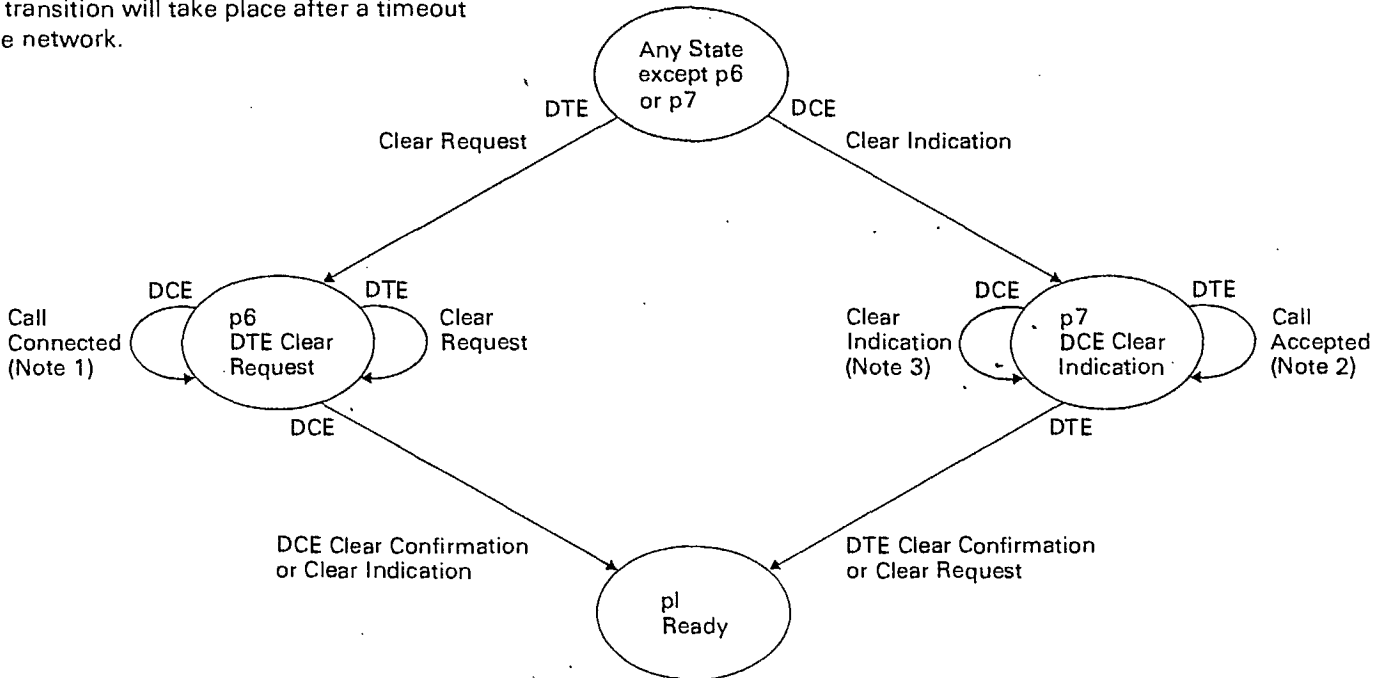 transition will take place after a timeout
e network.
Any State
except p6
or p7
DTE
DCE
Clear Request
Clear Indication
DCE
DTE
Call
Connected
(Note 1)
p6
DTE Clear
Request
Clear
Request
DCE
DTE
Clear
Indication
(Note 3)
p7
DCE Clear
Indication
Call
Accepted
(Note 2)
DCE
DTE
DCE Clear Confirmation
or Clear Indication
DTE Clear Confirmation
or Clear Request
pl
Ready